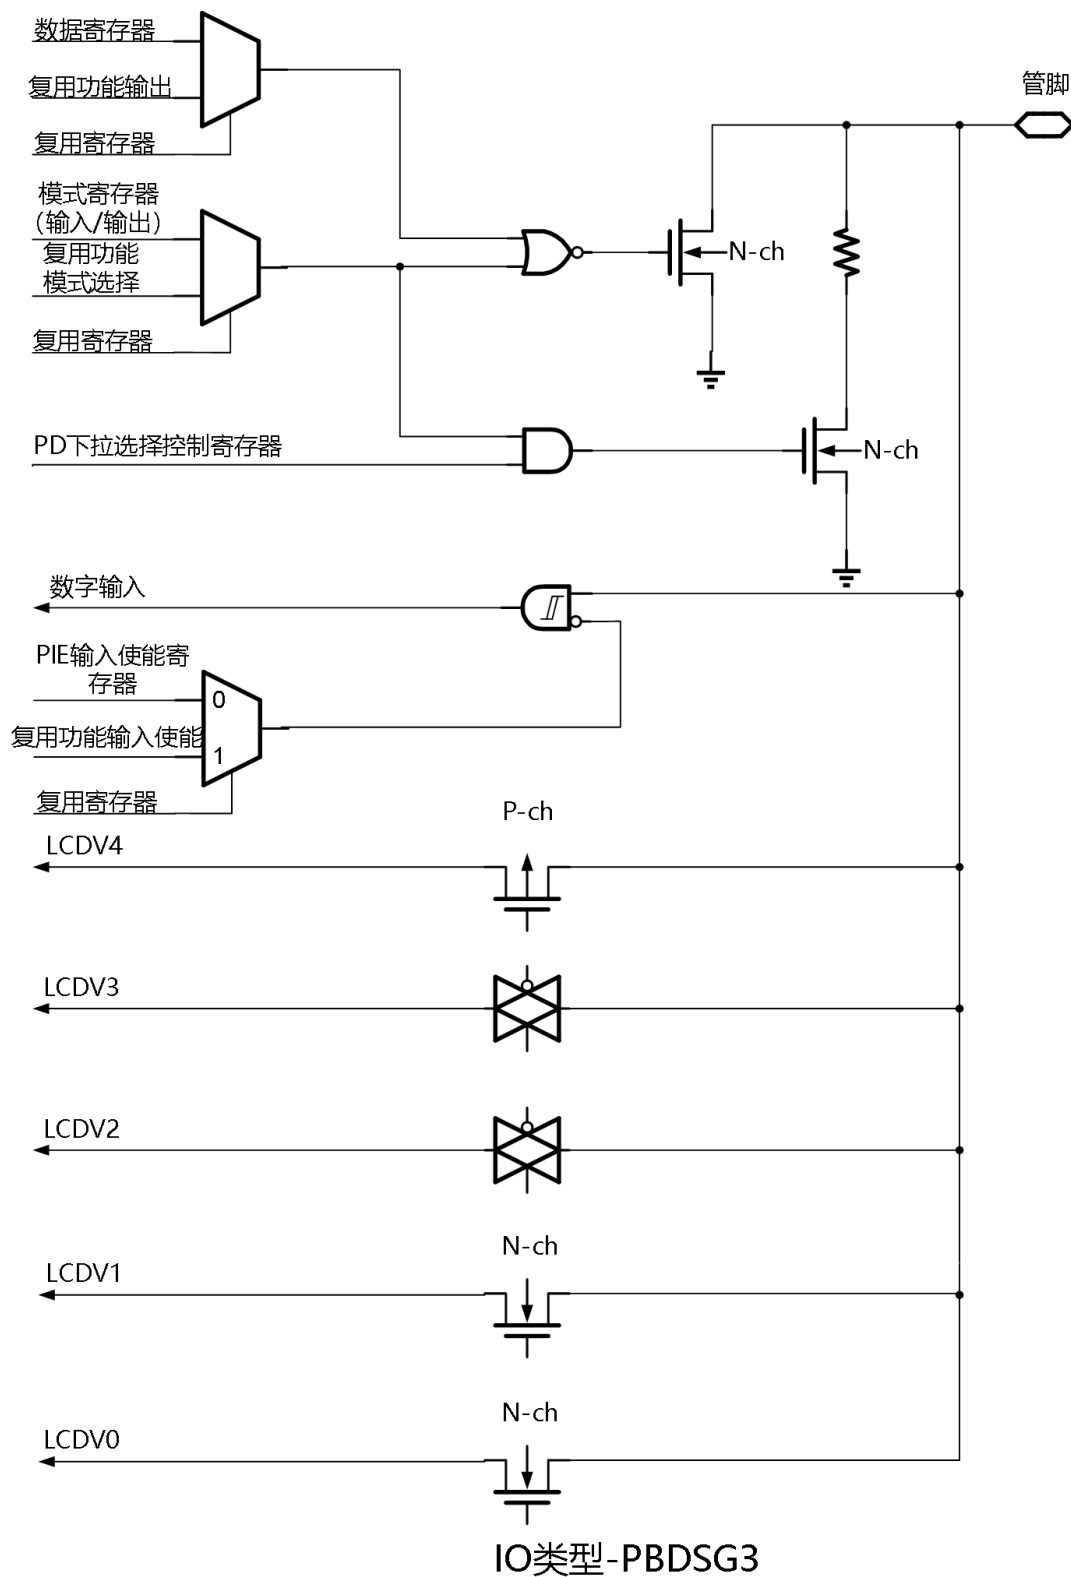 数据寄存器
管脚
复用功能输出
复用寄存器
模式寄存器
（输入/输出）
复用功能
N-ch
模式选择
复用寄存器
PD下拉选择控制寄存器
N-ch
数字输入
PIE输入使能寄
存器
0
复用功能输入使能
1
复用寄存器
P-ch
LCDV4
LCDV3
LCDV2
N-ch
LCDV1
N-ch
LCDV0
IO类型-PBDSG3